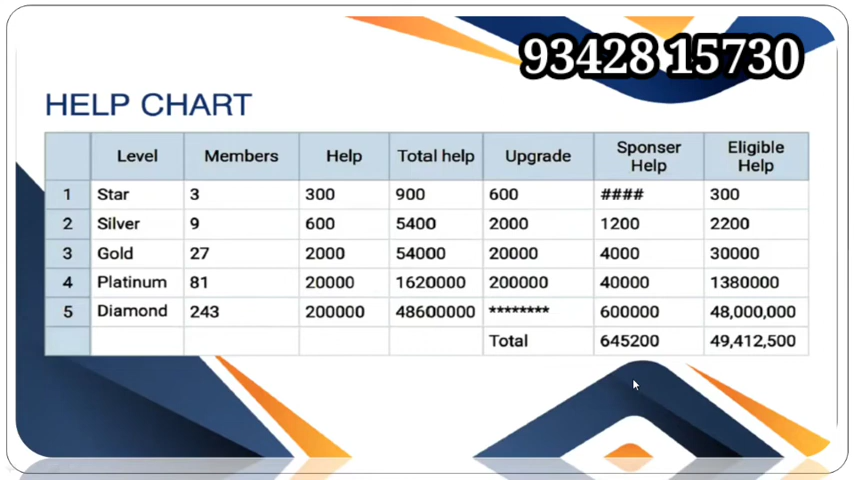 93428 15730
HELP CHART
Level Members Help Total help Upgrade Sponser Help Eligible Help
1 Star 3 300 900 600 #### 300
2 Silver 9 600 5400 2000 1200 2200
3 Gold 27 2000 54000 20000 4000 30000
4 Platinum 81 20000 1620000 200000 40000 1380000
5 Diamond 243 200000 48600000 ******** 600000 48,000,000
Total 645200 49,412,500